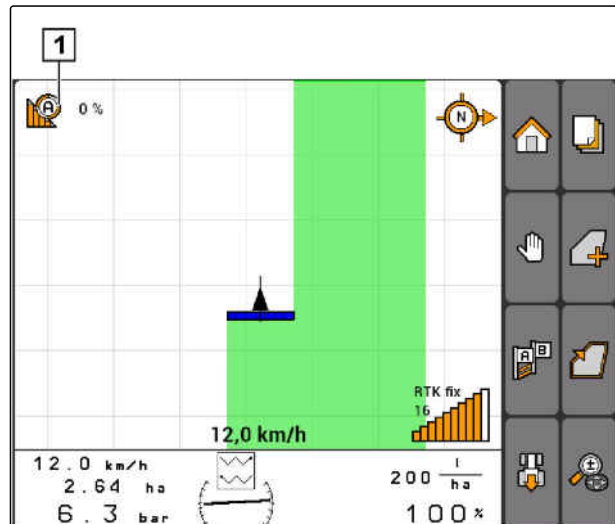 1
A 0 %
N
A B
RTK fix
16
12,0 km/h
12.0 km/h
2.64 ha
6.3 bar
200 l/ha
100 %